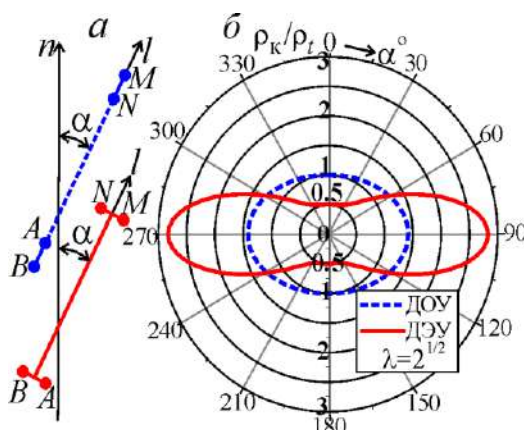 n а l б ρк/ρt 0 → α°
330 3 30
M
N
α
300 2 60
l
1
N M
0.5
A
B α 270 0 90
0.5
1
ДОУ
ДЭУ
λ=2^1/2
240 2 120
B A
210 3 150
180